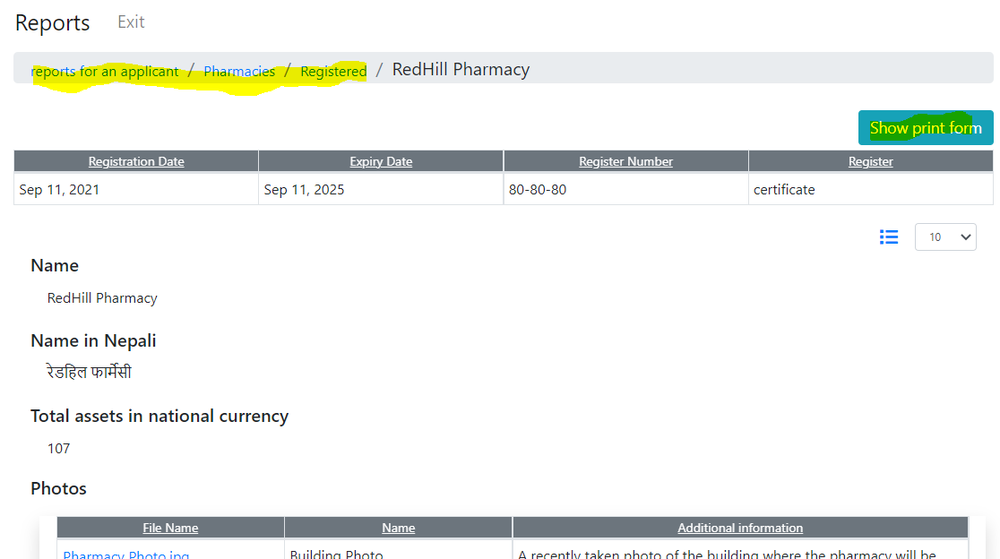 Reports Exit
reports for an applicant / Pharmacies / Registered / RedHill Pharmacy
Show print form
Registration Date Expiry Date Register Number Register
Sep 11, 2021 Sep 11, 2025 80-80-80 certificate
10
Name
RedHill Pharmacy
Name in Nepali
रेडहिल फार्मेसी
Total assets in national currency
107
Photos
File Name Name Additional information
Pharmacy Photo.jpg Building Photo A recently taken photo of the building where the pharmacy will be